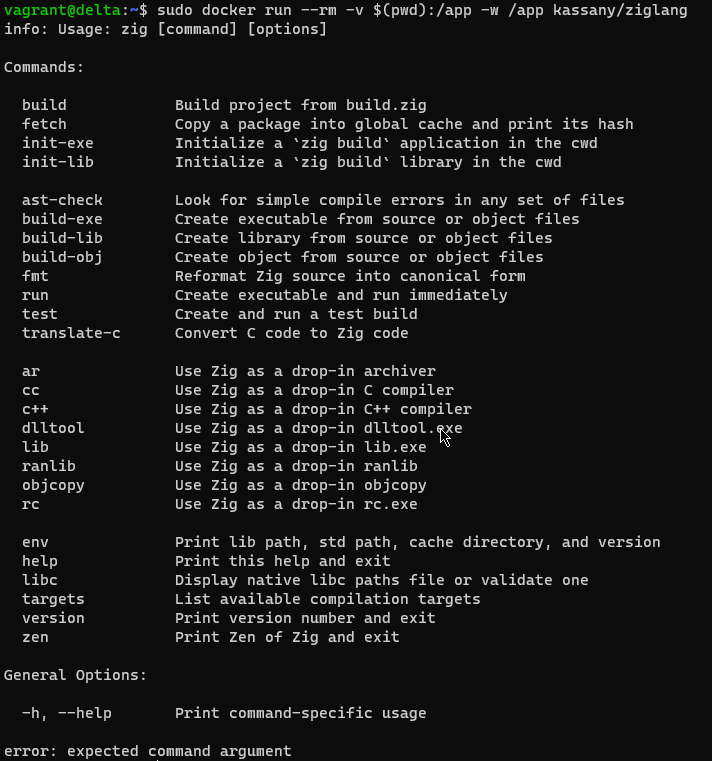 vagrant@delta:~$ sudo docker run --rm -v $(pwd):/app -w /app kassany/ziglang
info: Usage: zig [command] [options]

Commands:

  build            Build project from build.zig
  fetch            Copy a package into global cache and print its hash
  init-exe         Initialize a `zig build` application in the cwd
  init-lib         Initialize a `zig build` library in the cwd

  ast-check        Look for simple compile errors in any set of files
  build-exe        Create executable from source or object files
  build-lib        Create library from source or object files
  build-obj        Create object from source or object files
  fmt              Reformat Zig source into canonical form
  run              Create executable and run immediately
  test             Create and run a test build
  translate-c      Convert C code to Zig code

  ar               Use Zig as a drop-in archiver
  cc               Use Zig as a drop-in C compiler
  c++              Use Zig as a drop-in C++ compiler
  dlltool          Use Zig as a drop-in dlltool.exe
  lib              Use Zig as a drop-in lib.exe
  ranlib           Use Zig as a drop-in ranlib
  objcopy          Use Zig as a drop-in objcopy
  rc               Use Zig as a drop-in rc.exe

  env              Print lib path, std path, cache directory, and version
  help             Print this help and exit
  libc             Display native libc paths file or validate one
  targets          List available compilation targets
  version          Print version number and exit
  zen              Print Zen of Zig and exit

General Options:

  -h, --help       Print command-specific usage

error: expected command argument